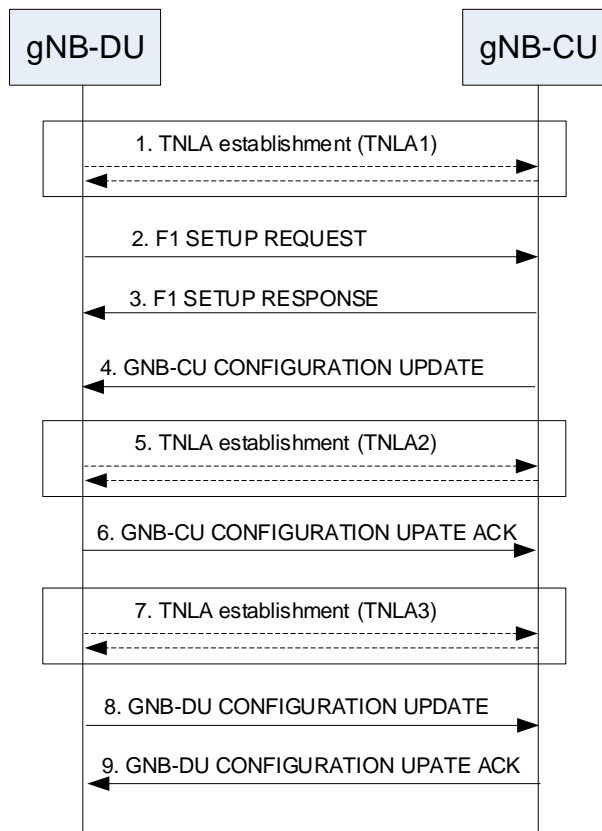 gNB-DU
gNB-CU
1. TNLA establishment (TNLA1)
2. F1 SETUP REQUEST
3. F1 SETUP RESPONSE
4. GNB-CU CONFIGURATION UPDATE
5. TNLA establishment (TNLA2)
6. GNB-CU CONFIGURATION UPATE ACK
7. TNLA establishment (TNLA3)
8. GNB-DU CONFIGURATION UPDATE
9. GNB-DU CONFIGURATION UPATE ACK